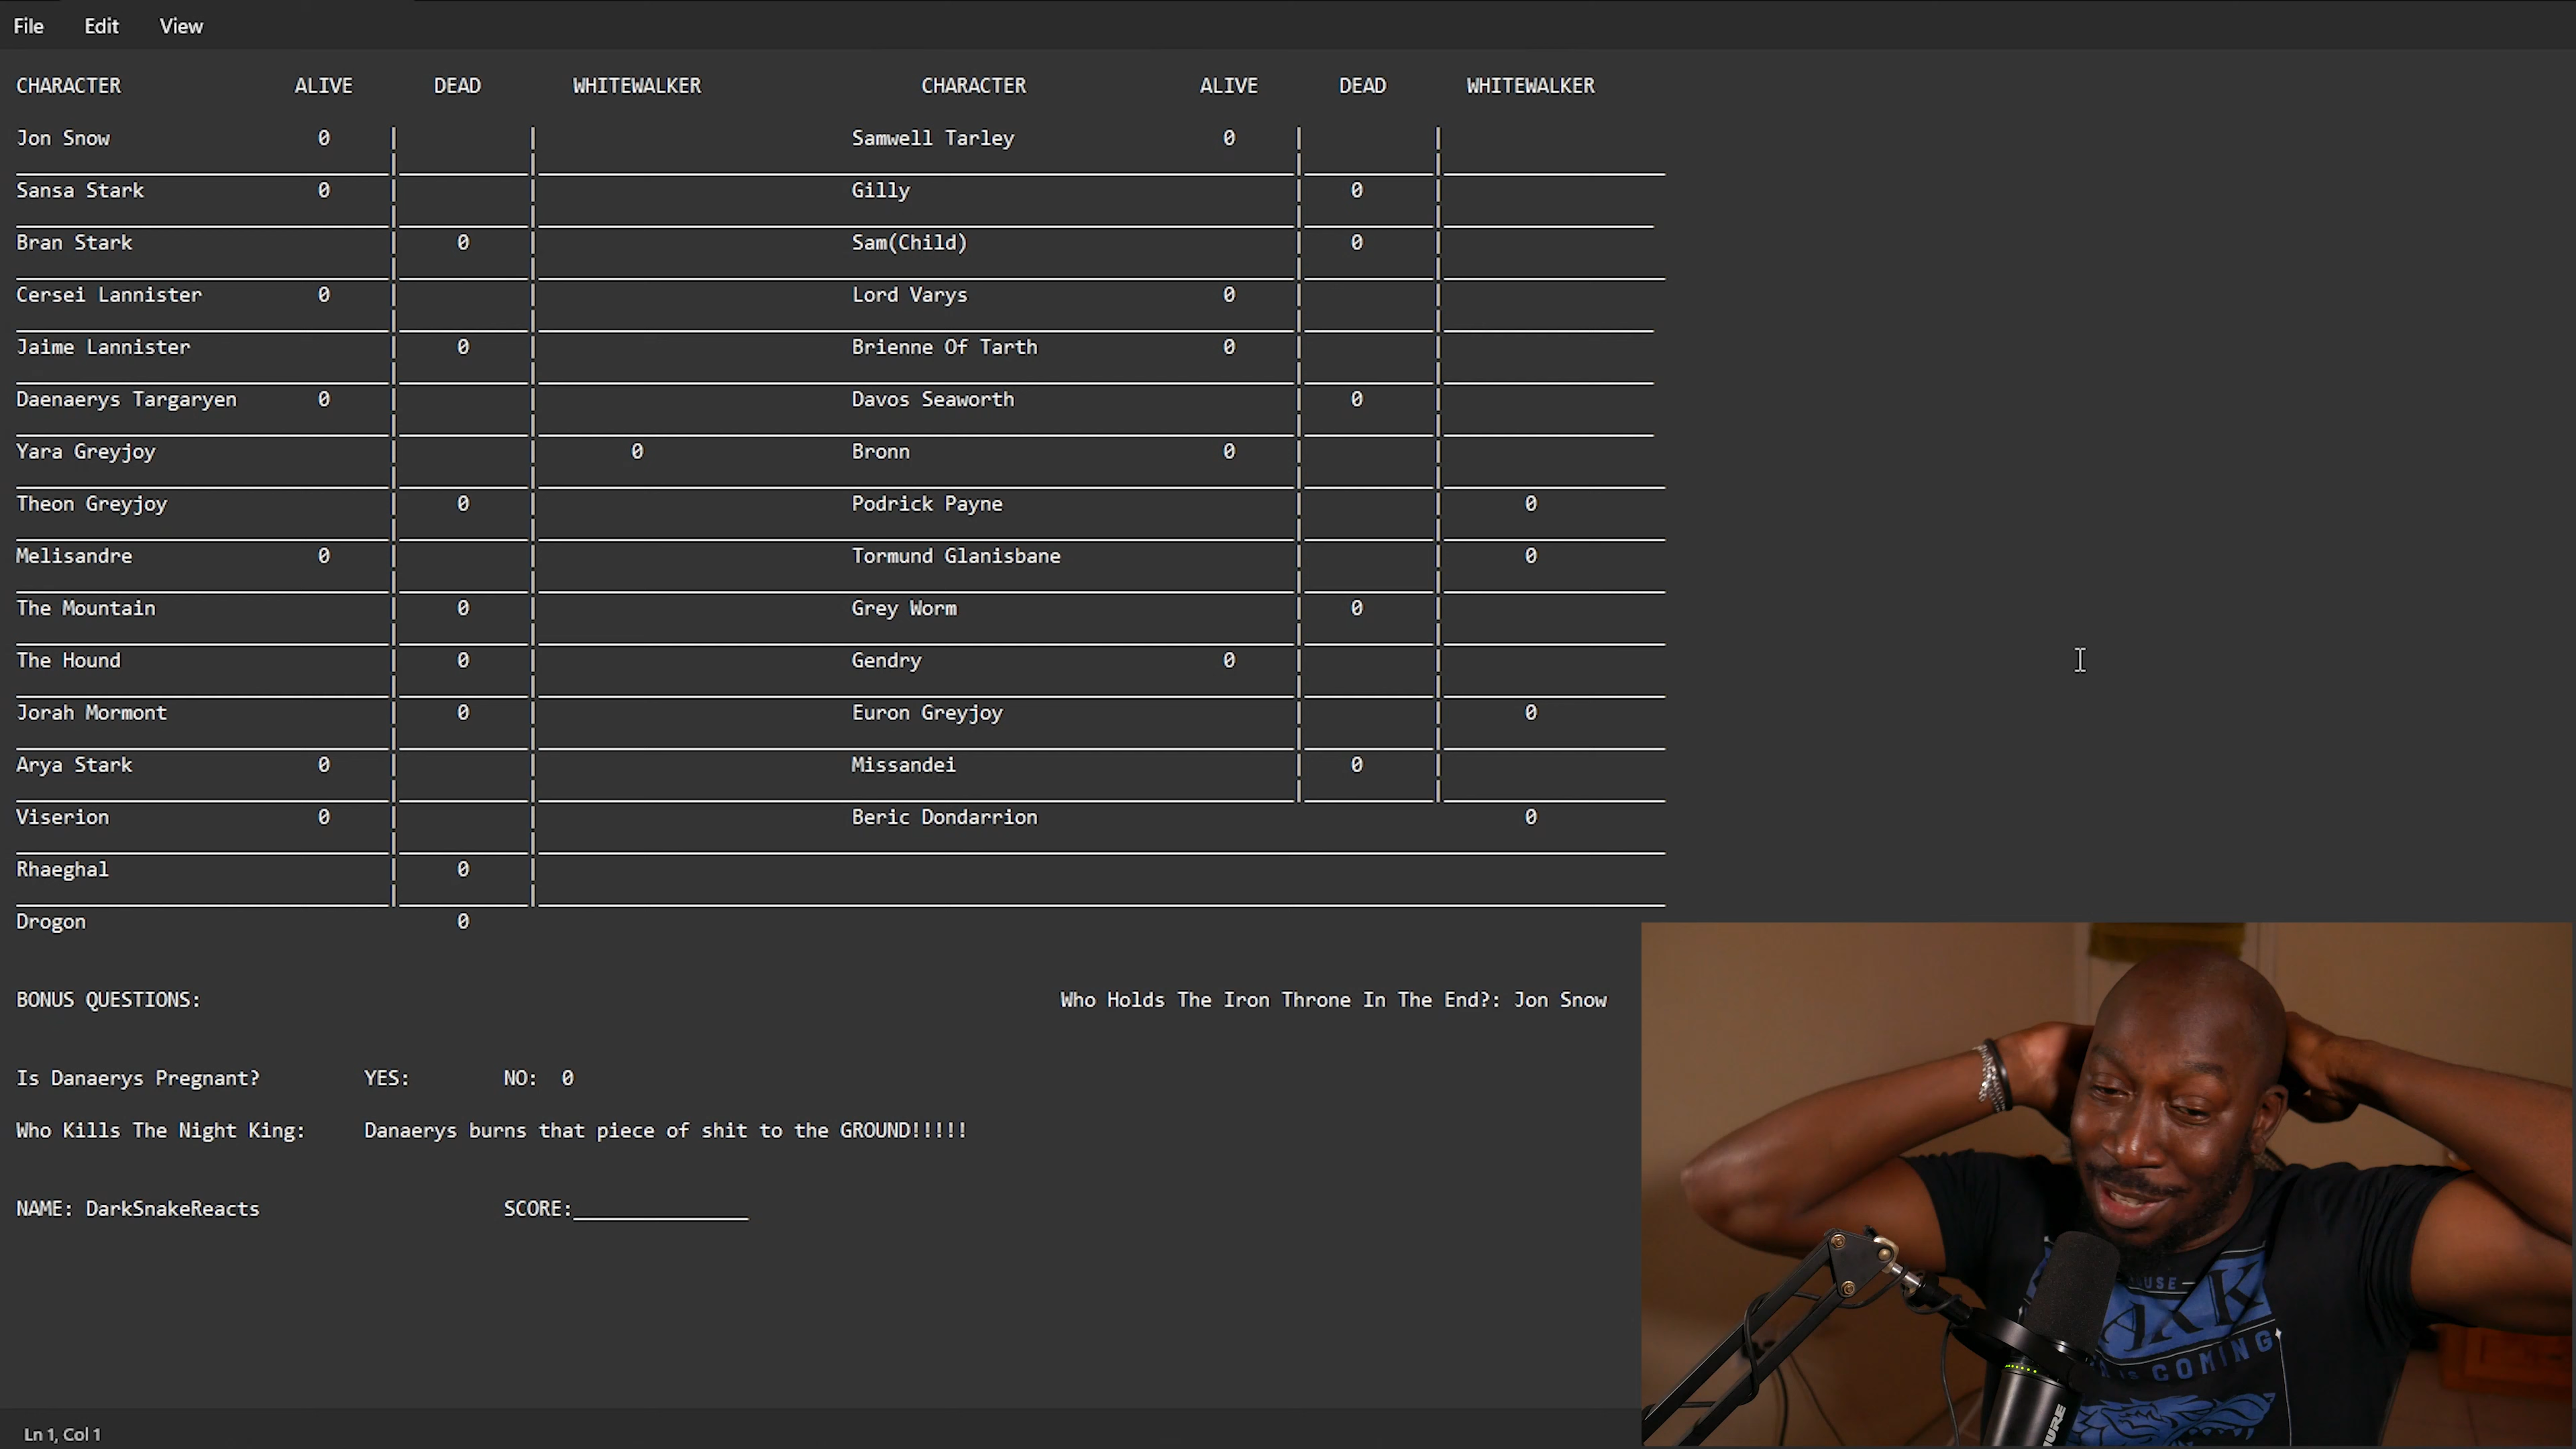 File Edit View
CHARACTER ALIVE DEAD WHITEWALKER CHARACTER ALIVE DEAD WHITEWALKER
Jon Snow 0 Samwell Tarley 0
Sansa Stark 0 Gilly 0
Bran Stark 0 Sam(Child) 0
Cersei Lannister 0 Lord Varys 0
Jaime Lannister 0 Brienne Of Tarth 0
Daenaerys Targaryen 0 Davos Seaworth 0
Yara Greyjoy 0 Bronn 0
Theon Greyjoy 0 Podrick Payne 0
Melisandre 0 Tormund Glanisbane 0
The Mountain 0 Grey Worm 0
The Hound 0 Gendry 0
Jorah Mormont 0 Euron Greyjoy 0
Arya Stark 0 Missandei 0
Viserion 0 Beric Dondarrion 0
Rhaeghal 0
Drogon 0
BONUS QUESTIONS: Who Holds The Iron Throne In The End?: Jon Snow
Is Danaerys Pregnant? YES: NO: 0
Who Kills The Night King: Danaerys burns that piece of shit to the GROUND!!!!!
NAME: DarkSnakeReacts SCORE:_______________
Ln 1, Col 1
COMING